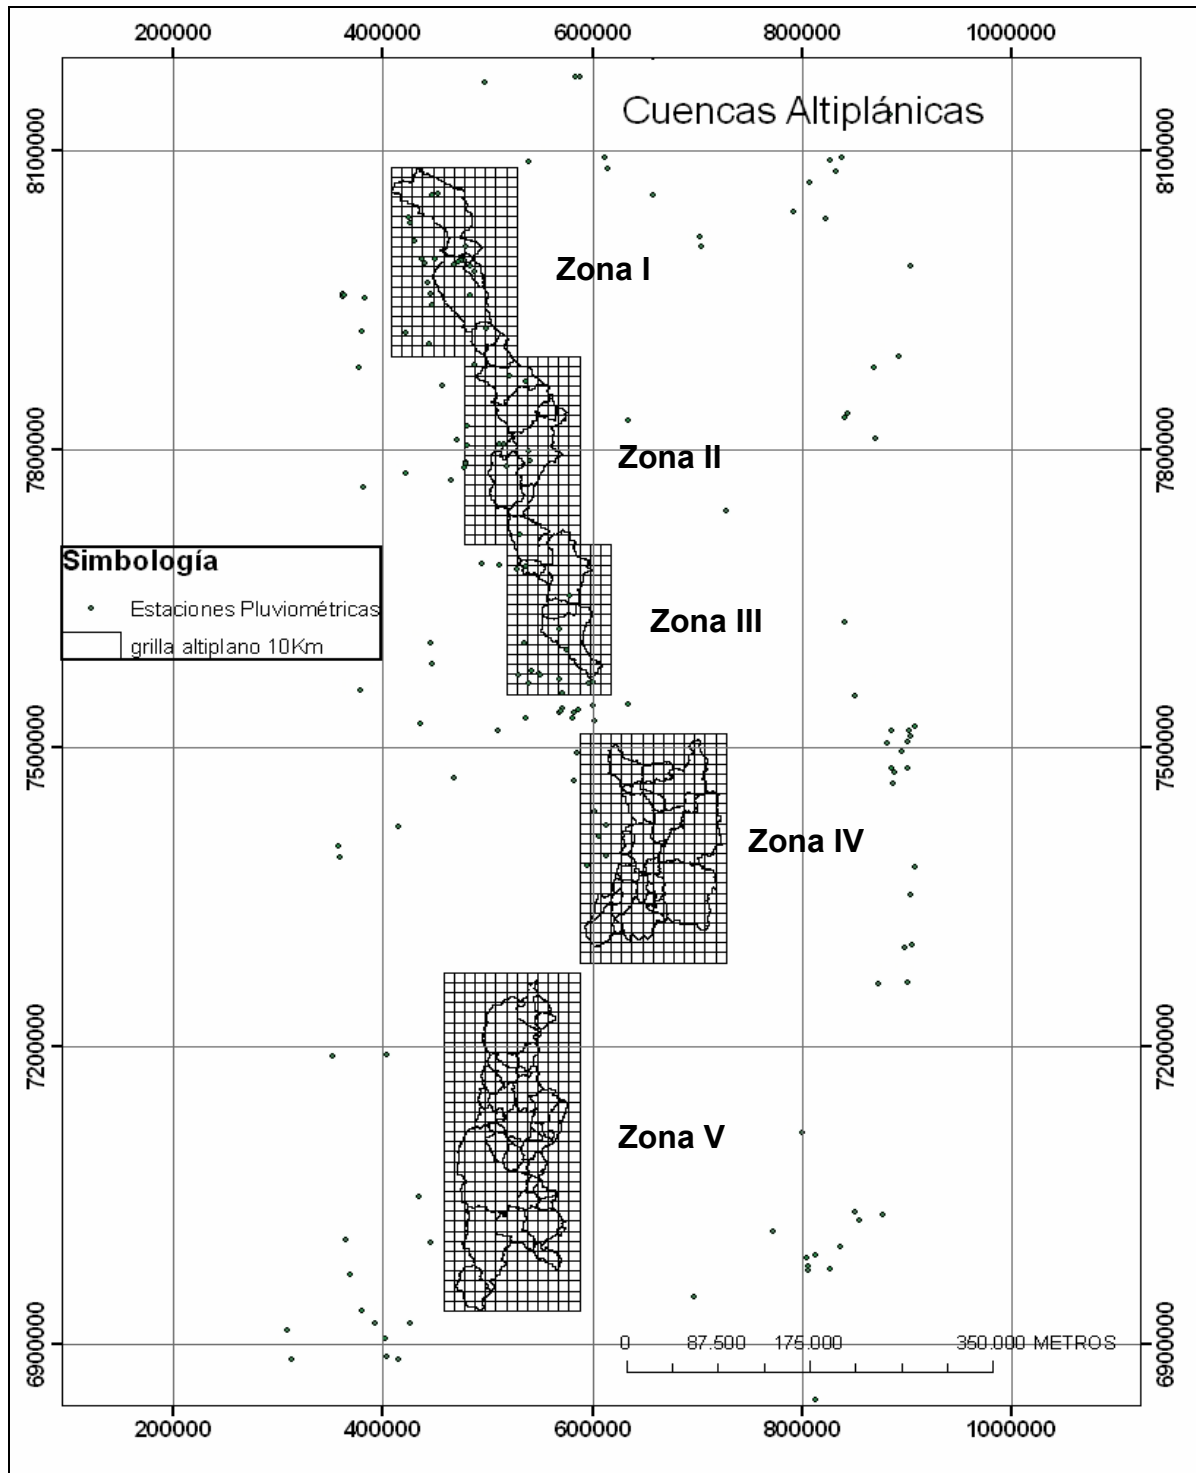 200000 400000 600000 800000 1000000
Cuencas Altiplánicas
8100000 8100000
Zona I
7800000 7800000
Zona II
Simbología
Estaciones Pluviométricas
grilla altiplano 10Km
Zona III
7500000 7500000
Zona IV
7200000 7200000
Zona V
6900000 6900000
0 87.500 175.000 350.000 METROS
200000 400000 600000 800000 1000000